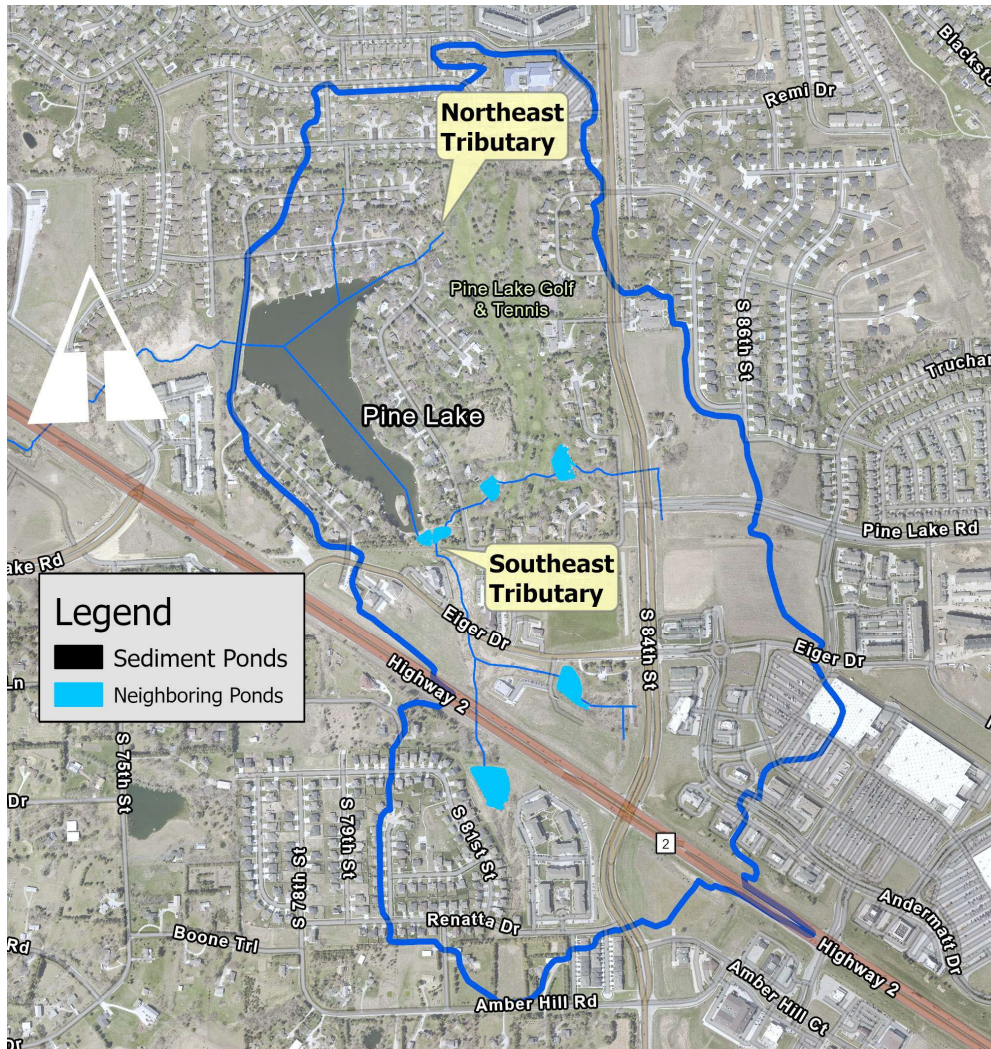 Blacksto
Remi Dr
Northeast
Tributary
Pine Lake Golf
& Tennis
S 86th St
Truchar
Pine Lake
Pine Lake Rd
ake Rd
Southeast
Tributary
Legend
Sediment Ponds
Neighboring Ponds
Eiger Dr
S 84th St
Eiger Dr
Highway 2
Ln
S 75th St
Dr
S 79th St
S 81st St
S 78th St
2
Renatta Dr
Boone Trl
Rd
Andermatt Dr
Highway 2
Amber Hill Rd
Amber Hill Ct
Dr